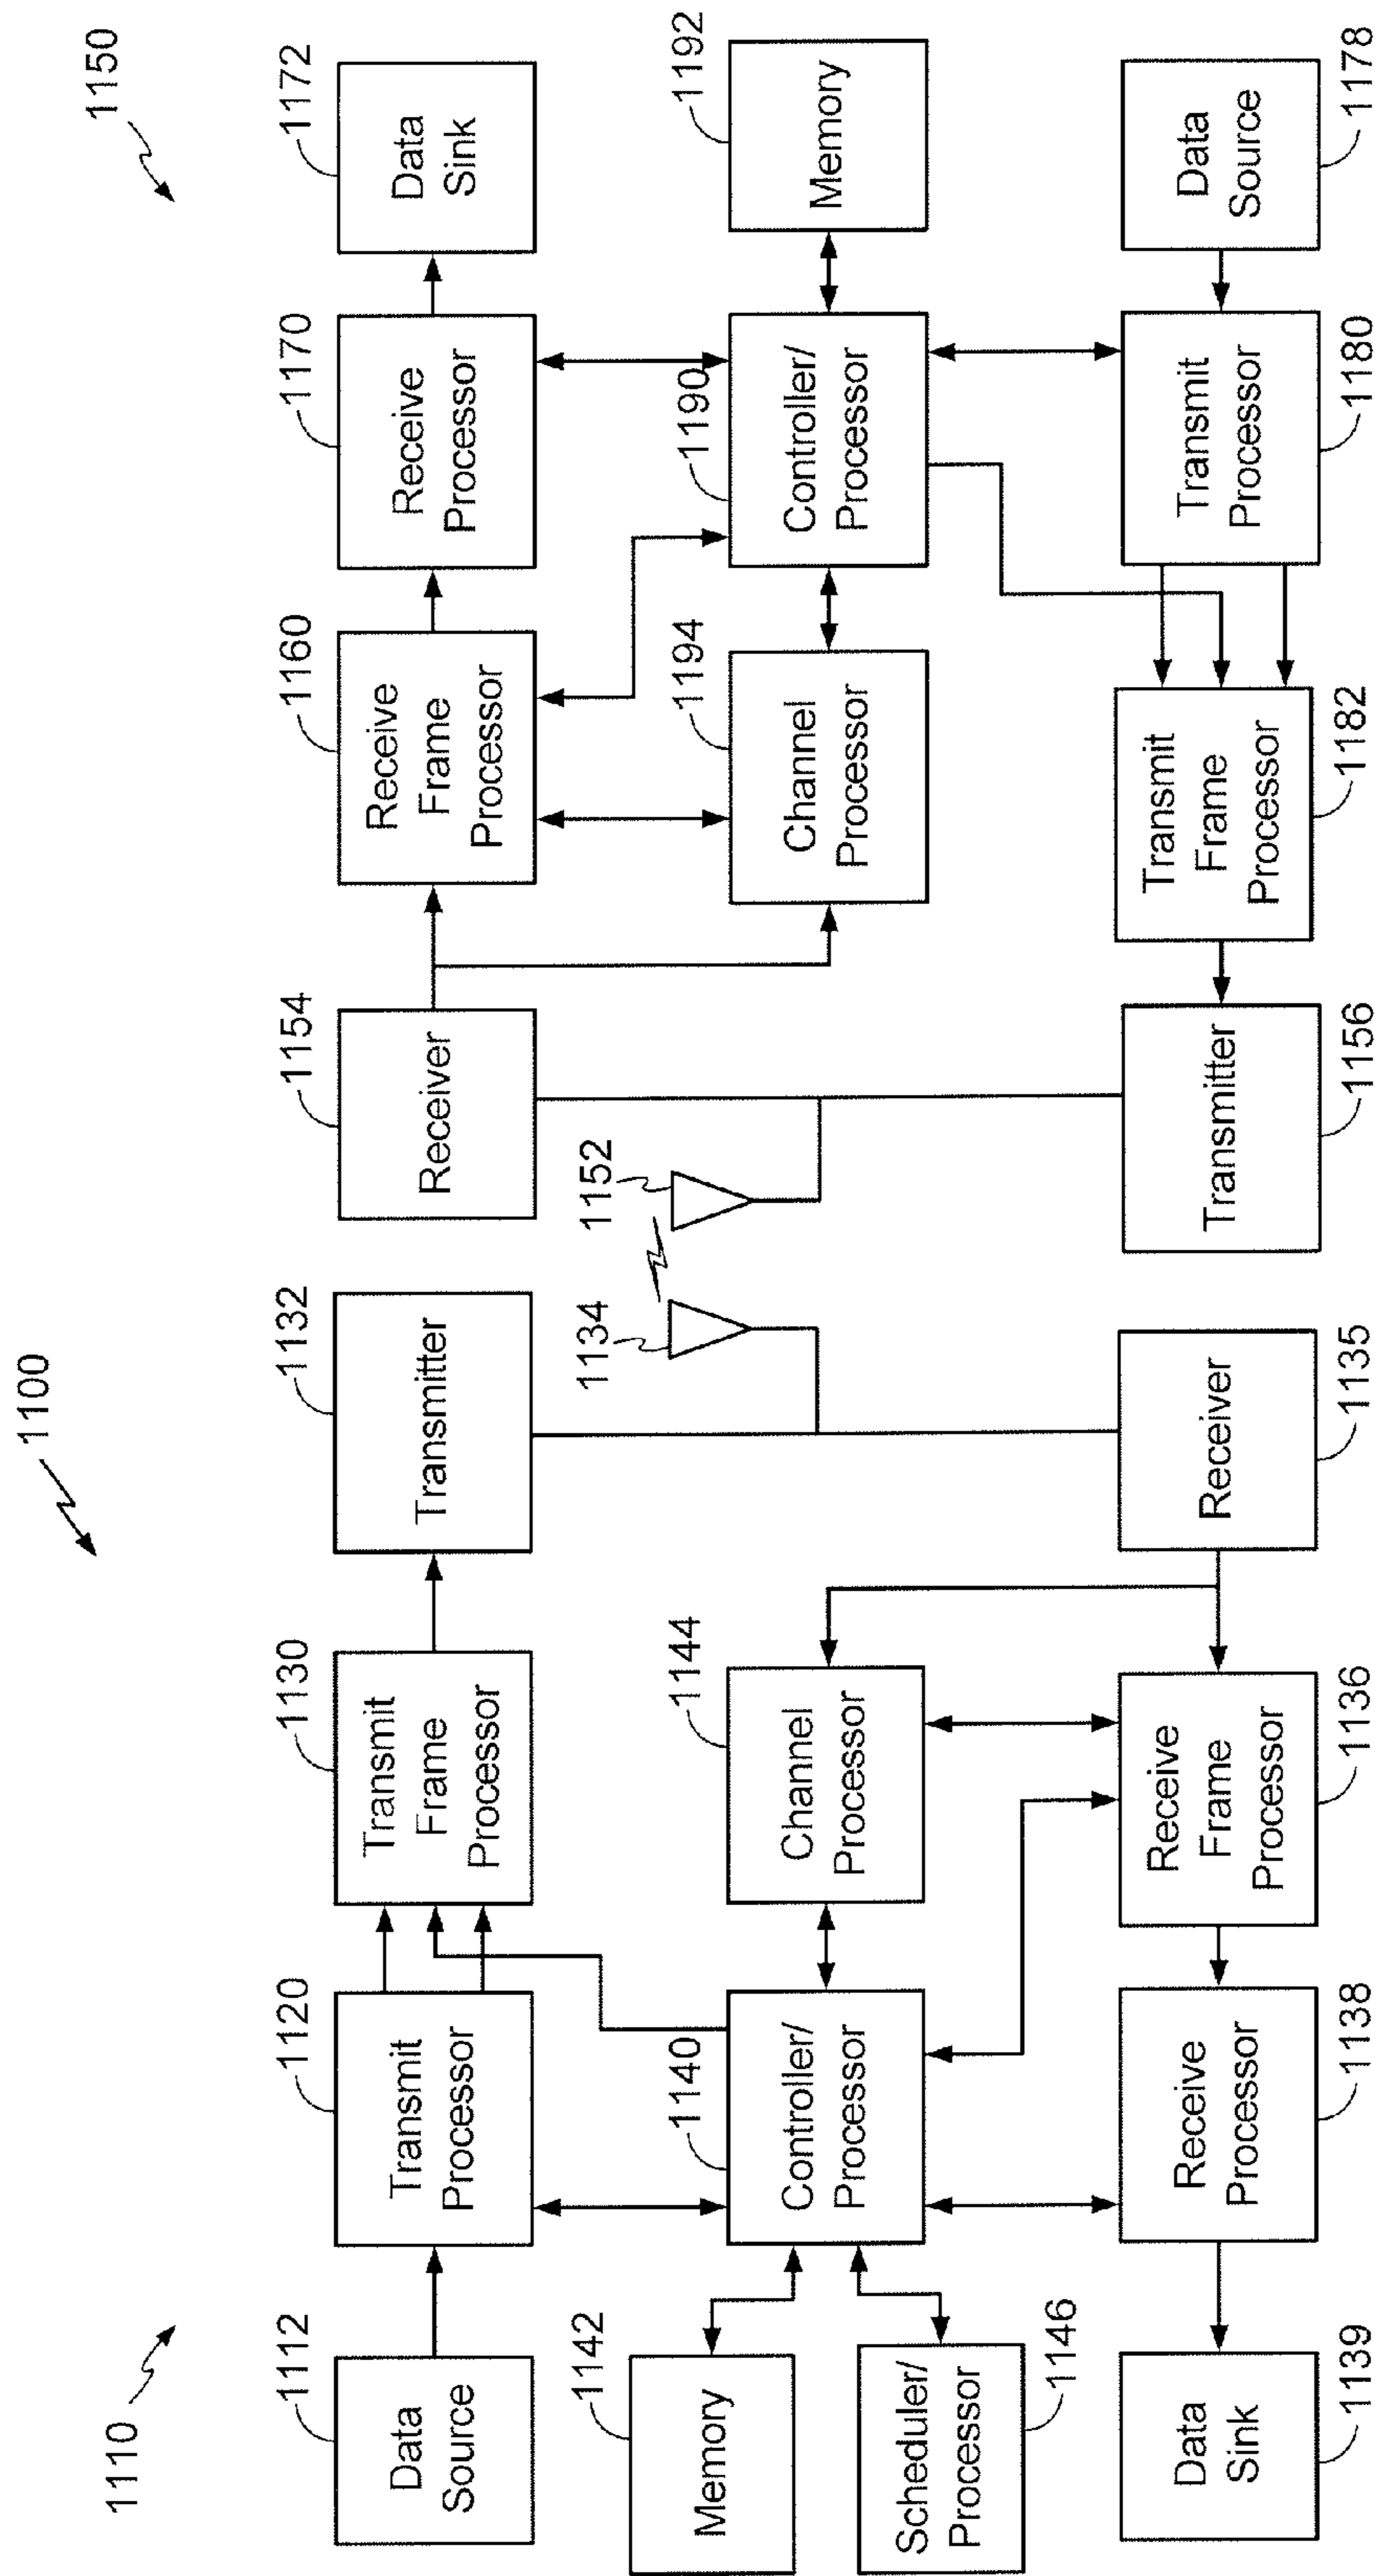 1100
1110
1150
1112
Data
Source
1120
Transmit
Processor
1130
Transmit
Frame
Processor
1132
Transmitter
1154
Receiver
1160
Receive
Frame
Processor
1170
Receive
Processor
1172
Data
Sink
1142
Memory
1140
Controller/
Processor
1144
Channel
Processor
1134
1152
1194
Channel
Processor
1190
Controller/
Processor
1192
Memory
Scheduler/
Processor
1146
Data
Sink
1139
Receive
Processor
1138
Receive
Frame
Processor
1136
Receiver
1135
Transmitter
1156
Transmit
Frame
Processor
1182
Transmit
Processor
1180
Data
Source
1178